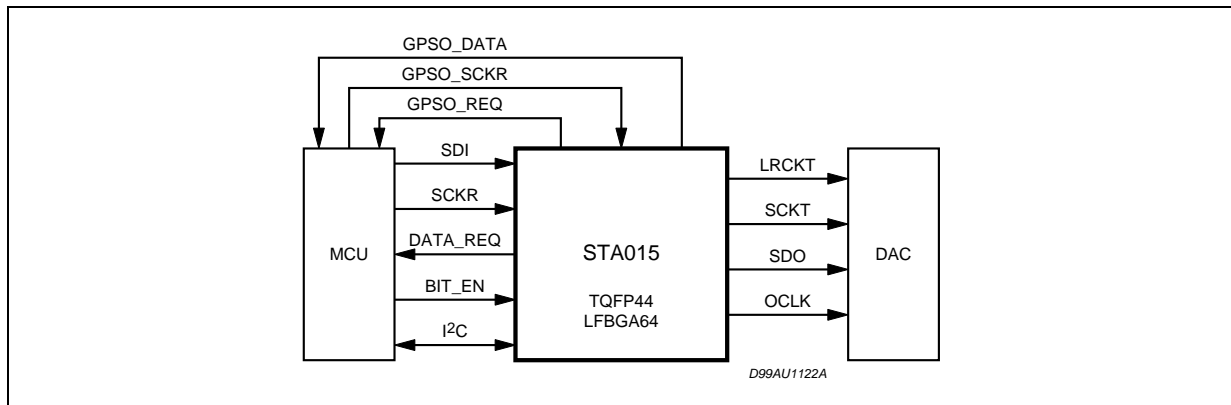 GPSO_DATA
GPSO_SCKR
GPSO_REQ
SDI
SCKR
DATA_REQ
BIT_EN
I2C
MCU
STA015
TQFP44
LFBGA64
LRCKT
SCKT
SDO
OCLK
DAC
D99AU1122A